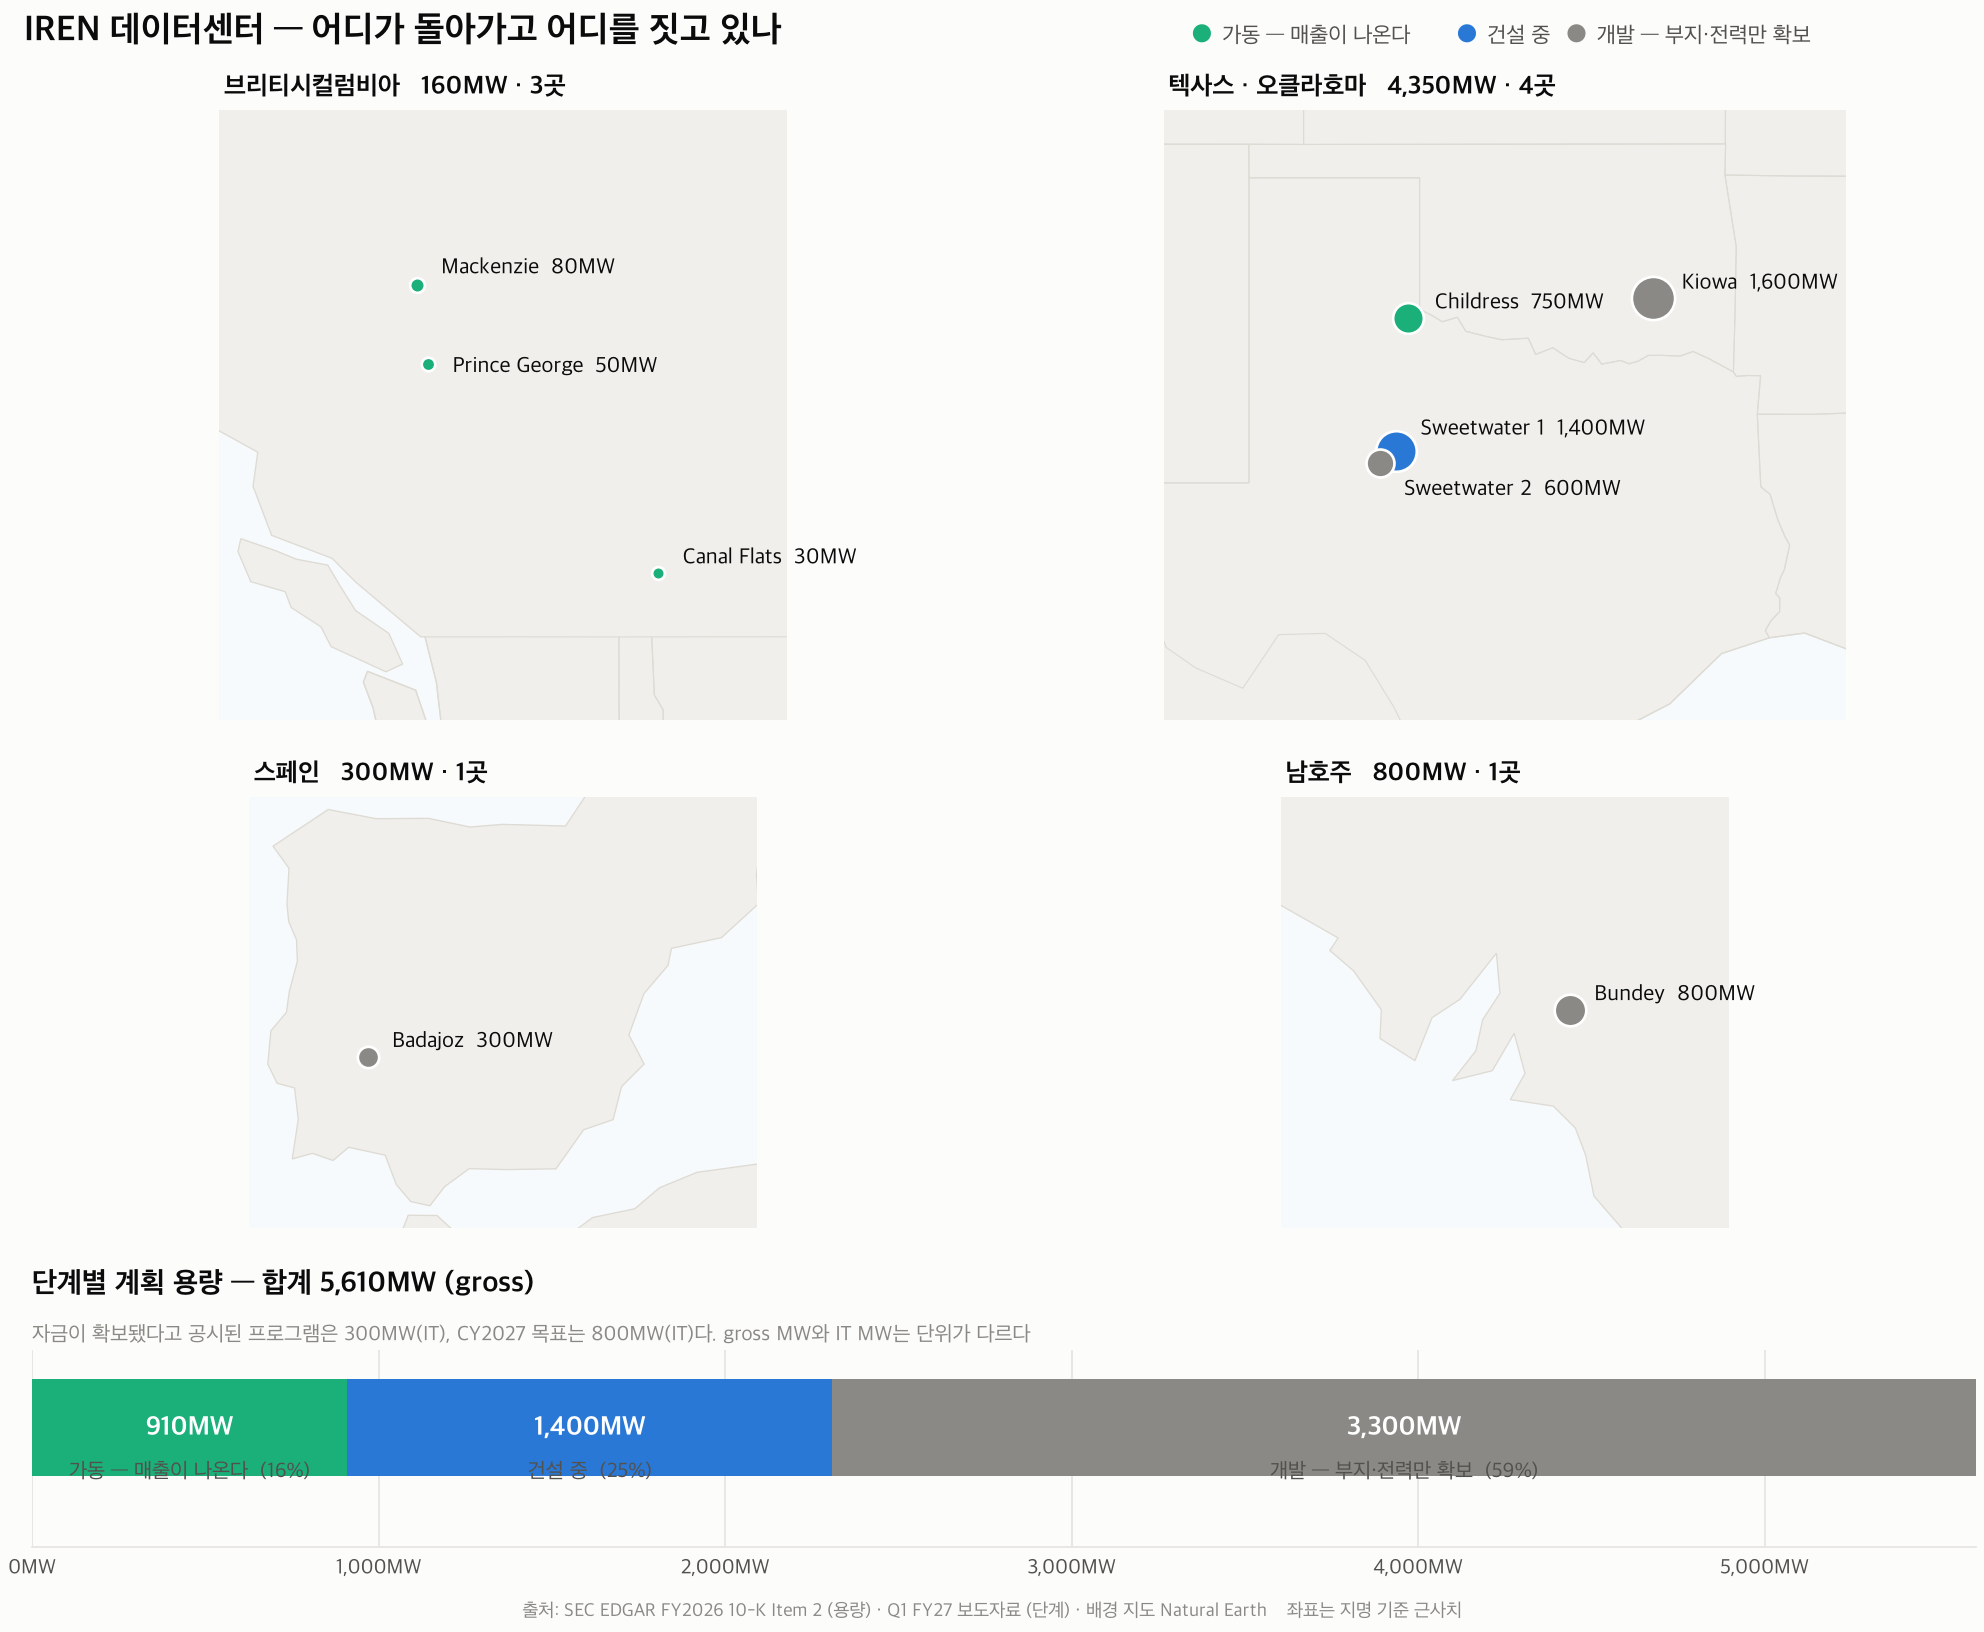 IREN 데이터센터 — 어디가 돌아가고 어디를 짓고 있나
가동 — 매출이 나온다
건설 중
개발 — 부지·전력만 확보
브리티시컬럼비아 160MW · 3곳
Mackenzie 80MW
Prince George 50MW
Canal Flats 30MW
텍사스 · 오클라호마 4,350MW · 4곳
Kiowa 1,600MW
Childress 750MW
Sweetwater 1 1,400MW
Sweetwater 2 600MW
스페인 300MW · 1곳
Badajoz 300MW
남호주 800MW · 1곳
Bundey 800MW
단계별 계획 용량 — 합계 5,610MW (gross)
자금이 확보됐다고 공시된 프로그램은 300MW(IT), CY2027 목표는 800MW(IT)다. gross MW와 IT MW는 단위가 다르다
910MW
가동 — 매출이 나온다 (16%)
1,400MW
건설 중 (25%)
3,300MW
개발 — 부지·전력만 확보 (59%)
0MW
1,000MW
2,000MW
3,000MW
4,000MW
5,000MW
출처: SEC EDGAR FY2026 10-K Item 2 (용량) · Q1 FY27 보도자료 (단계) · 배경 지도 Natural Earth 좌표는 지명 기준 근사치